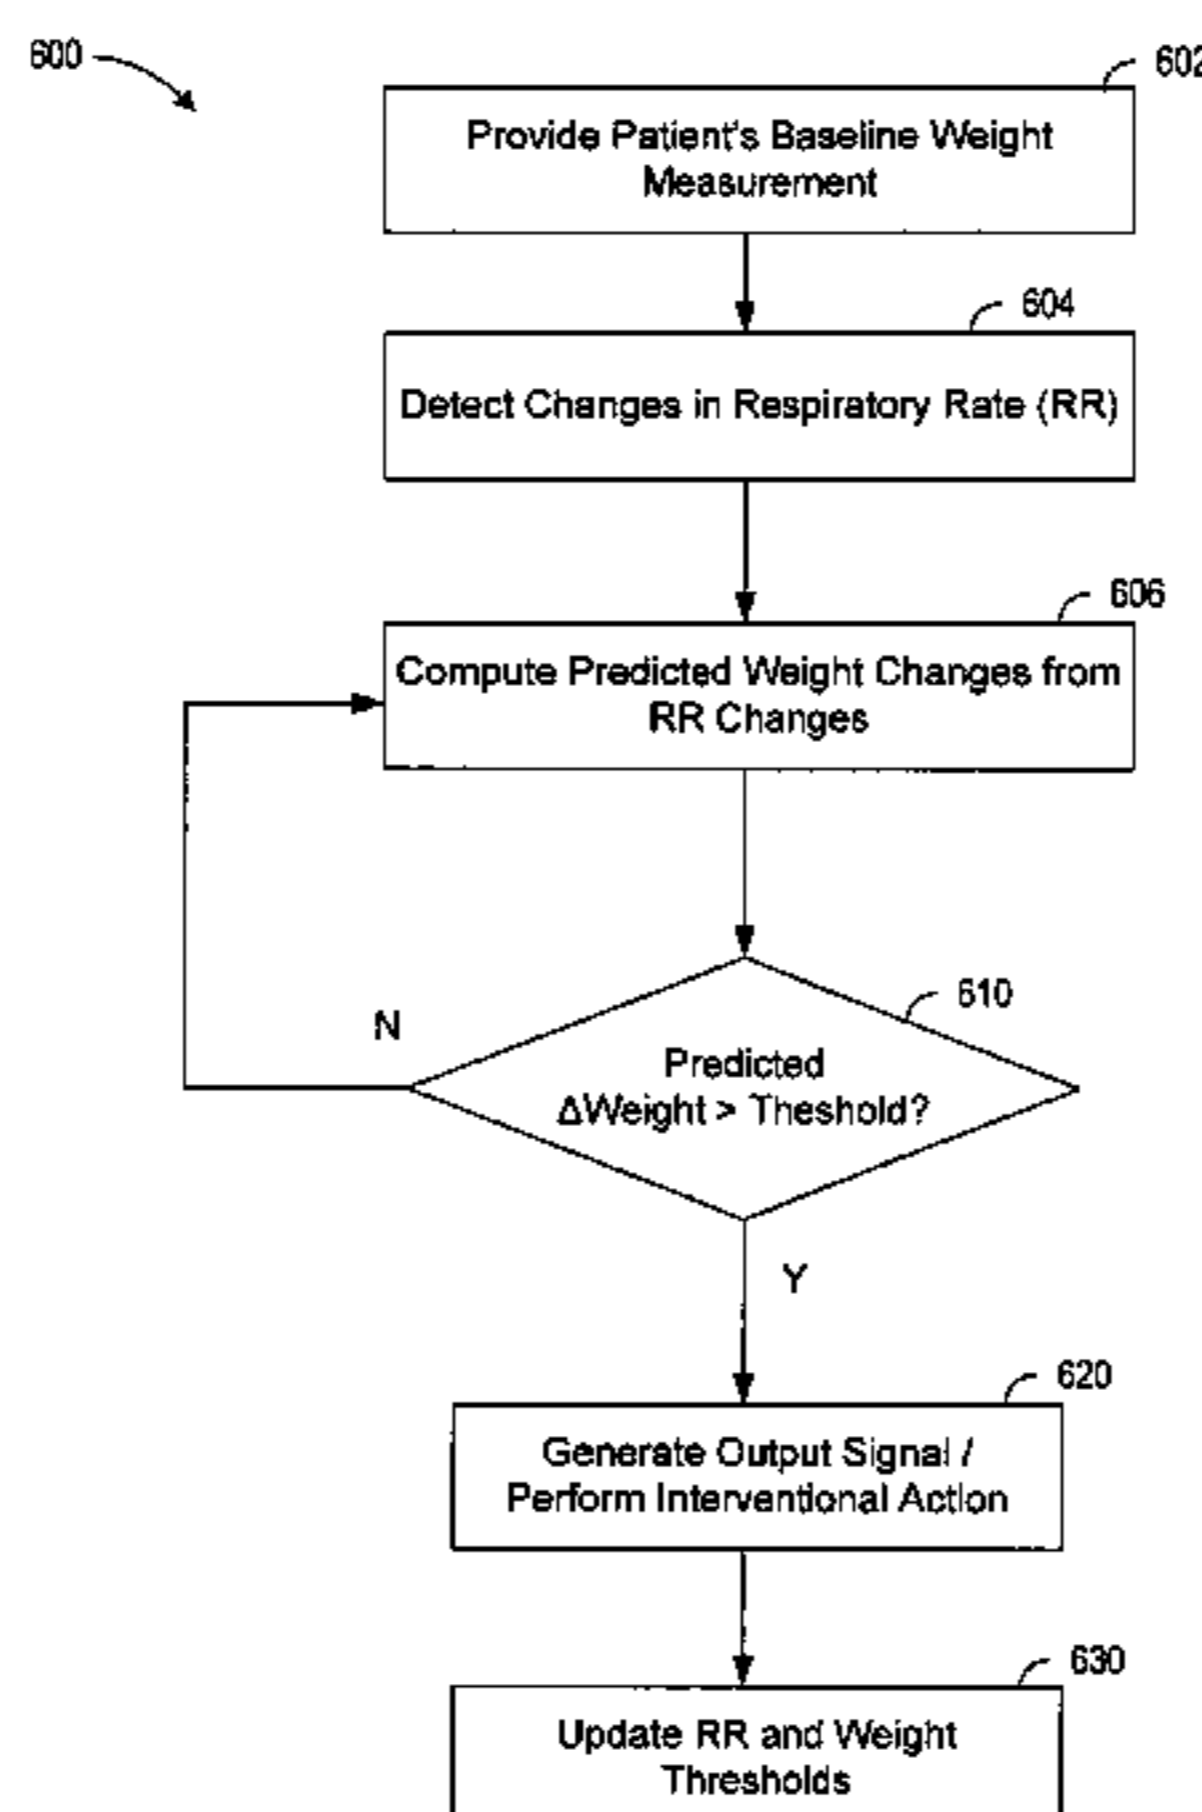 600
602
Provide Patient's Baseline Weight
Measurement
604
Detect Changes in Respiratory Rate (RR)
606
Compute Predicted Weight Changes from
RR Changes
610
N
Predicted
ΔWeight > Theshold?
Y
620
Generate Output Signal /
Perform Interventional Action
630
Update RR and Weight
Thresholds